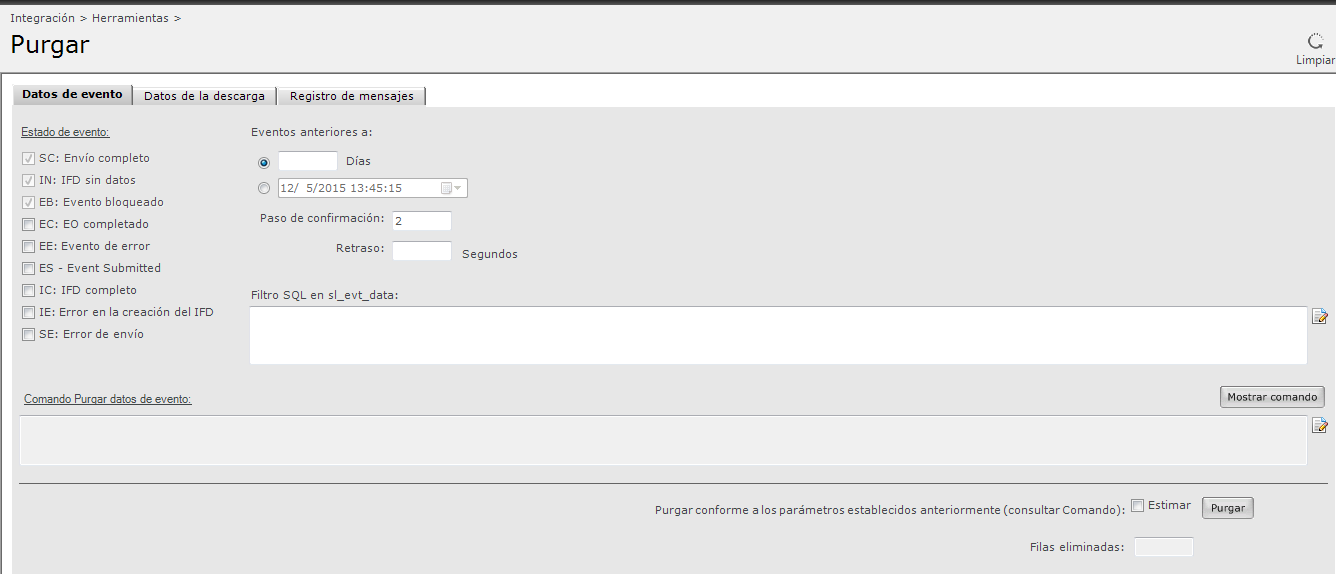 Integración > Herramientas >
Purgar
Limpiar
Datos de evento
Datos de la descarga
Registro de mensajes
Estado de evento:
SC: Envío completo
IN: IFD sin datos
EB: Evento bloqueado
EC: EO completado
EE: Evento de error
ES - Event Submitted
IC: IFD completo
IE: Error en la creación del IFD
SE: Error de envío
Eventos anteriores a:
Días
12/ 5/2015 13:45:15
Paso de confirmación: 2
Retraso: Segundos
Filtro SQL en sl_evt_data:
Comando Purgar datos de evento:
Mostrar comando
Purgar conforme a los parámetros establecidos anteriormente (consultar Comando): Estimar Purgar
Filas eliminadas: